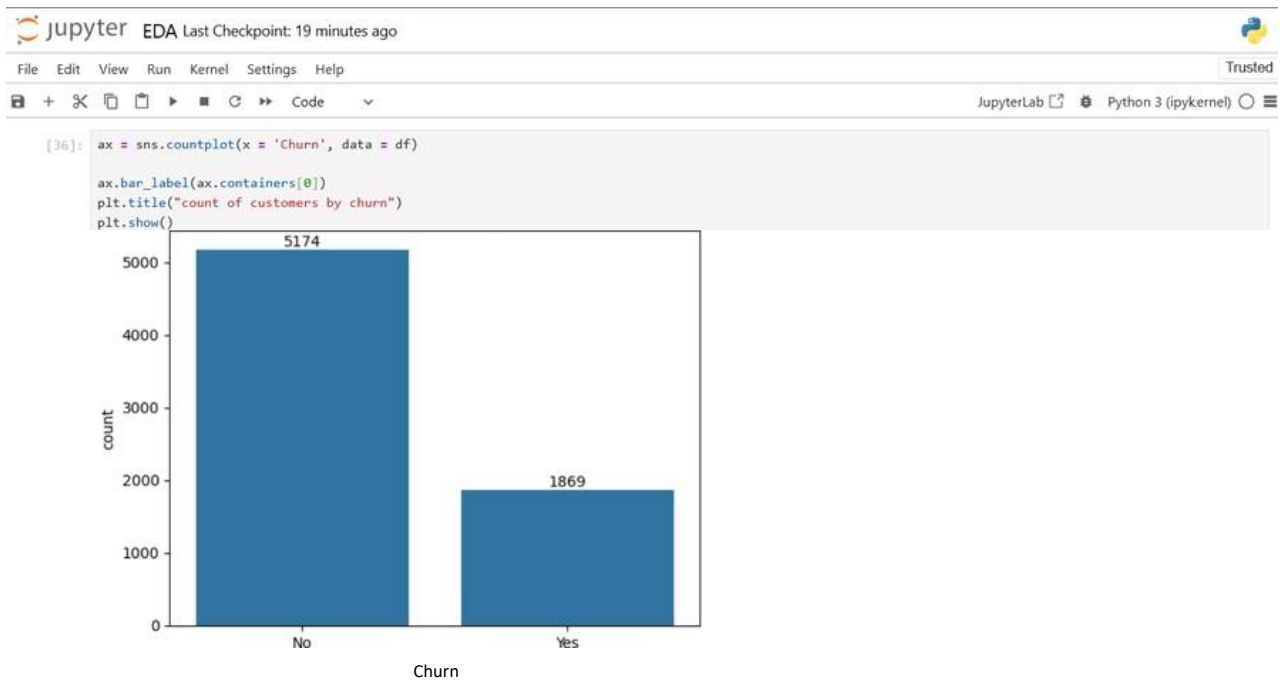 jupyter EDA Last Checkpoint: 19 minutes ago
File Edit View Run Kernel Settings Help Trusted
Code JupyterLab Python 3 (ipykernel)
[36]: ax = sns.countplot(x = 'Churn', data = df)
ax.bar_label(ax.containers[0])
plt.title("count of customers by churn")
plt.show()
5174
5000
4000
3000
count
2000
1869
1000
0
No Yes
Churn